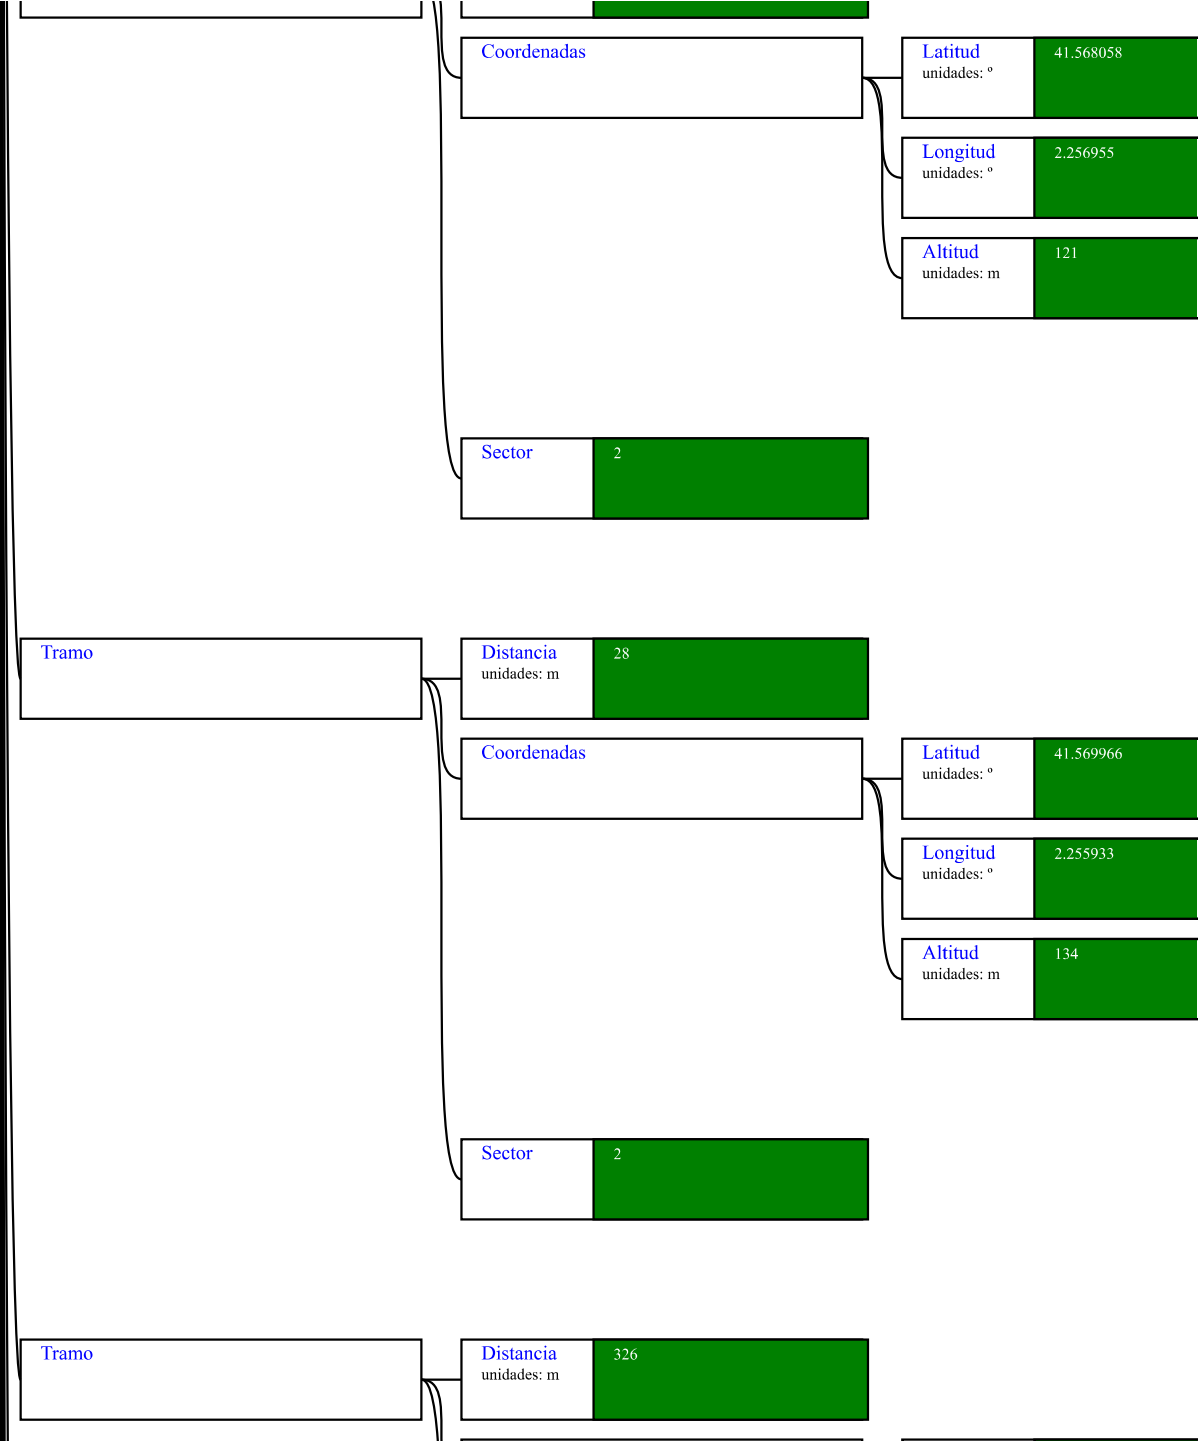 Coordenadas
Latitud
unidades: º
41.568058
Longitud
unidades: º
2.256955
Altitud
unidades: m
121
Sector
2
Tramo
Distancia
unidades: m
28
Coordenadas
Latitud
unidades: º
41.569966
Longitud
unidades: º
2.255933
Altitud
unidades: m
134
Sector
2
Tramo
Distancia
unidades: m
326